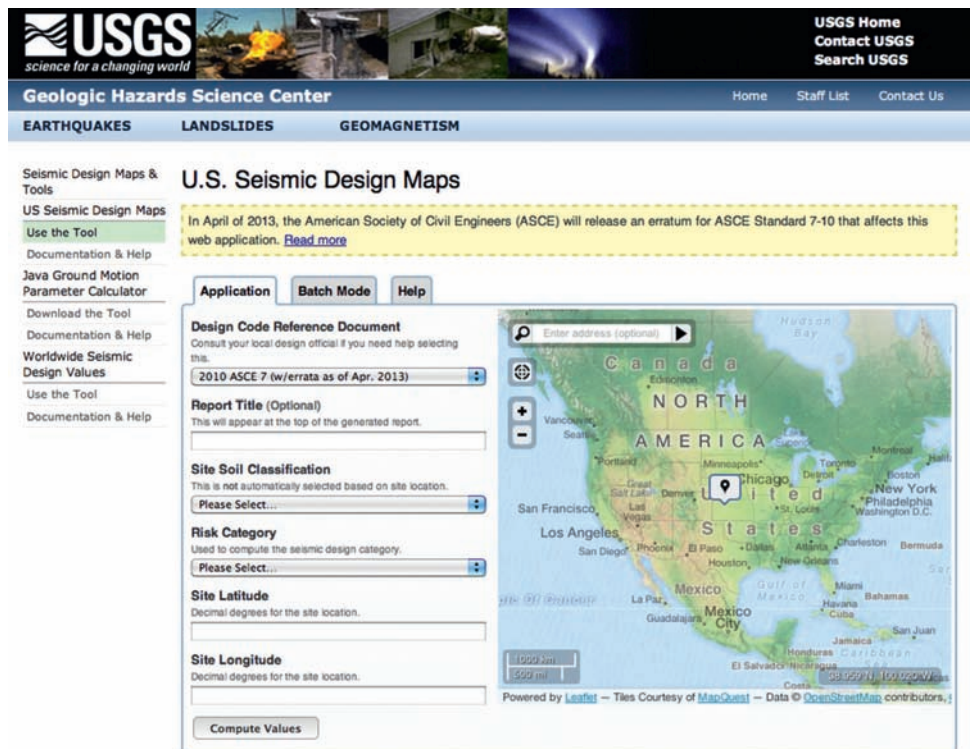 USGS
science for a changing world
USGS Home
Contact USGS
Search USGS
Geologic Hazards Science Center
Home Staff List Contact Us
EARTHQUAKES LANDSLIDES GEOMAGNETISM
Seismic Design Maps &
Tools
US Seismic Design Maps
Use the Tool
Documentation & Help
Java Ground Motion
Parameter Calculator
Download the Tool
Documentation & Help
Worldwide Seismic
Design Values
Use the Tool
Documentation & Help
U.S. Seismic Design Maps
In April of 2013, the American Society of Civil Engineers (ASCE) will release an erratum for ASCE Standard 7-10 that affects this
web application. Read more
Application Batch Mode Help
Design Code Reference Document
Consult your local design official if you need help selecting
this.
2010 ASCE 7 (w/errata as of Apr. 2013)
Report Title (Optional)
This will appear at the top of the generated report.
Site Soil Classification
This is not automatically selected based on site location.
Please Select...
Risk Category
Used to compute the seismic design category.
Please Select...
Site Latitude
Decimal degrees for the site location.
Site Longitude
Decimal degrees for the site location.
Compute Values
Enter address (optional)
Hudson
Bay
Canada
Edmonton
NORTH
Vancouver
Seattle
AMERICA
Superior
Montreal
Portland
Minneapolis
Toronto
Boston
Great
Salt Lake
Denver
Chicago
Detroit
New York
United
Philadelphia
San Francisco
Las
Vegas
St. Louis
Washington D.C.
Los Angeles
States
San Diego
Phoenix
El Paso
Dallas
Atlanta
Charleston
Bermuda
Houston
New Orleans
Mexico
Gulf of
Mexico
Miami
Bahamas
La Paz
Havana
Cuba
Guadalajara
Mexico
City
San Juan
Jamaica
Honduras
Caribbean
El Salvador
Nicaragua
1000 km
500 mi
Costa
Powered by Leaflet — Tiles Courtesy of MapQuest — Data © OpenStreetMap contributors,